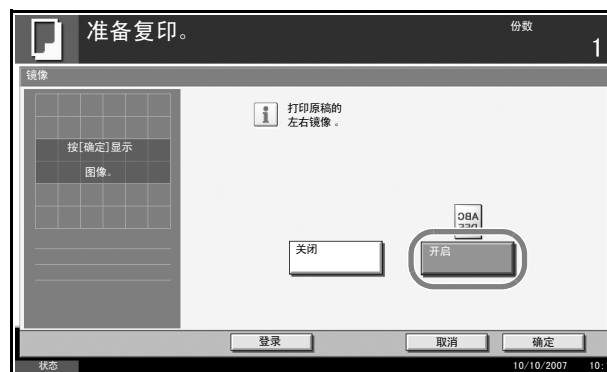 准备复印。
份数
1
镜像
打印原稿的
左右镜像。
按[确定]显示
图像。
ABC
关闭
开启
登录
取消
确定
状态
10/10/2007 10: